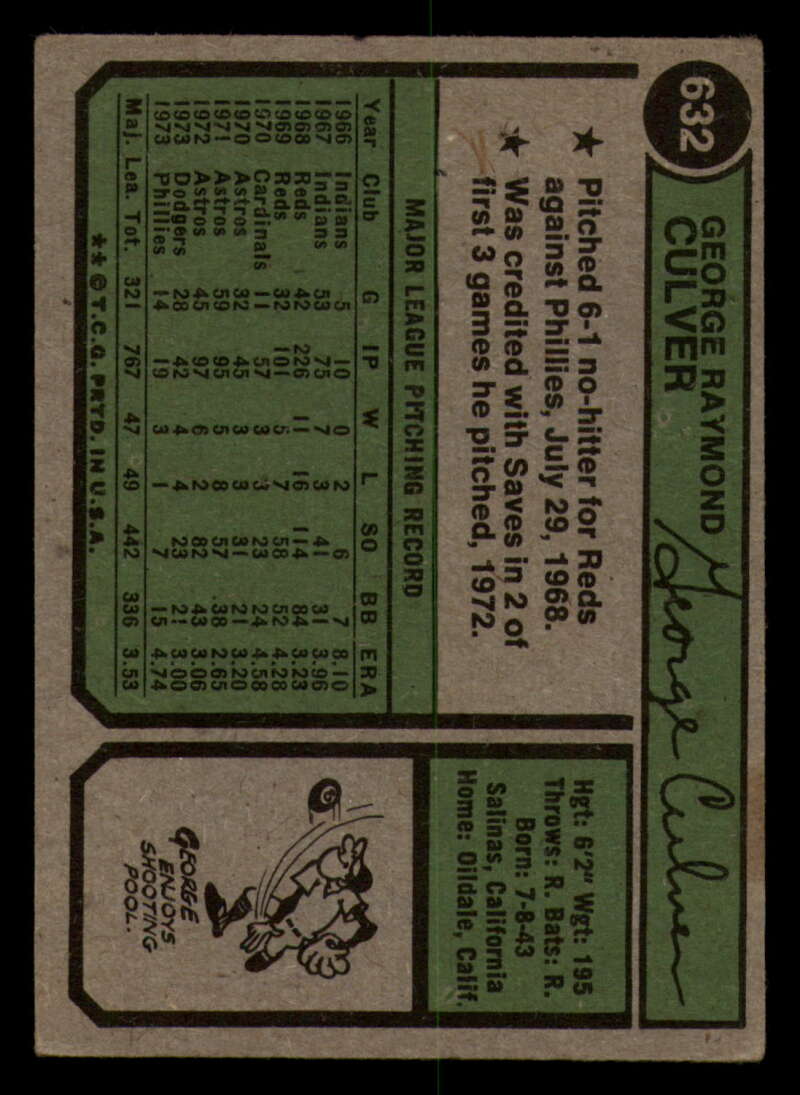 632
GEORGE RAYMOND
CULVER
George Culver
★ Pitched 6-1 no-hitter for Reds
against Phillies, July 29, 1968.
★ Was credited with Saves in 2 of
first 3 games he pitched, 1972.
MAJOR LEAGUE PITCHING RECORD
Year Club G IP W L SO BB ERA
1966 Indians 5 10 0 2 6 7 8.10
1967 Indians 53 75 7 3 41 31 3.96
1968 Reds 42 226 11 16 114 84 3.23
1969 Reds 32 101 5 7 58 52 4.28
1970 Cardinals 11 57 3 3 23 24 4.58
1970 Astros 32 45 3 3 31 21 3.20
1971 Astros 59 95 5 8 57 38 2.65
1972 Astros 45 97 6 2 82 43 3.06
1973 Dodgers 28 42 4 4 23 21 3.00
1973 Phillies 14 19 3 1 7 15 4.74
Maj. Lea. Tot. 321 767 47 49 442 336 3.53
★★ © T.C.G. PRTD. IN U.S.A.
Hgt: 6'2" Wgt: 195
Throws: R. Bats: R.
Born: 7-8-43
Salinas, California
Home: Oildale, Calif.
GEORGE
ENJOYS
SHOOTING
POOL.